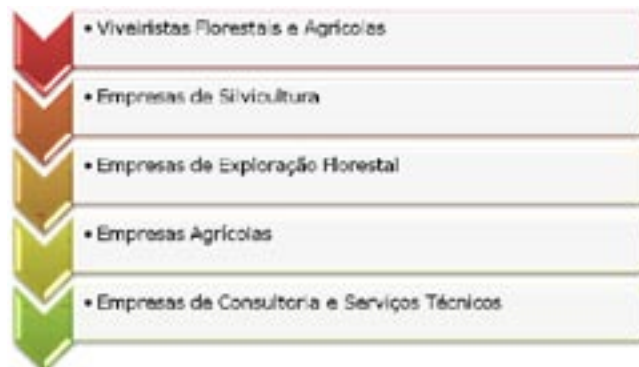 • Viveiristas Florestais e Agrícolas
• Empresas de Silvicultura
• Empresas de Exploração Florestal
• Empresas Agrícolas
• Empresas de Consultoria e Serviços Técnicos